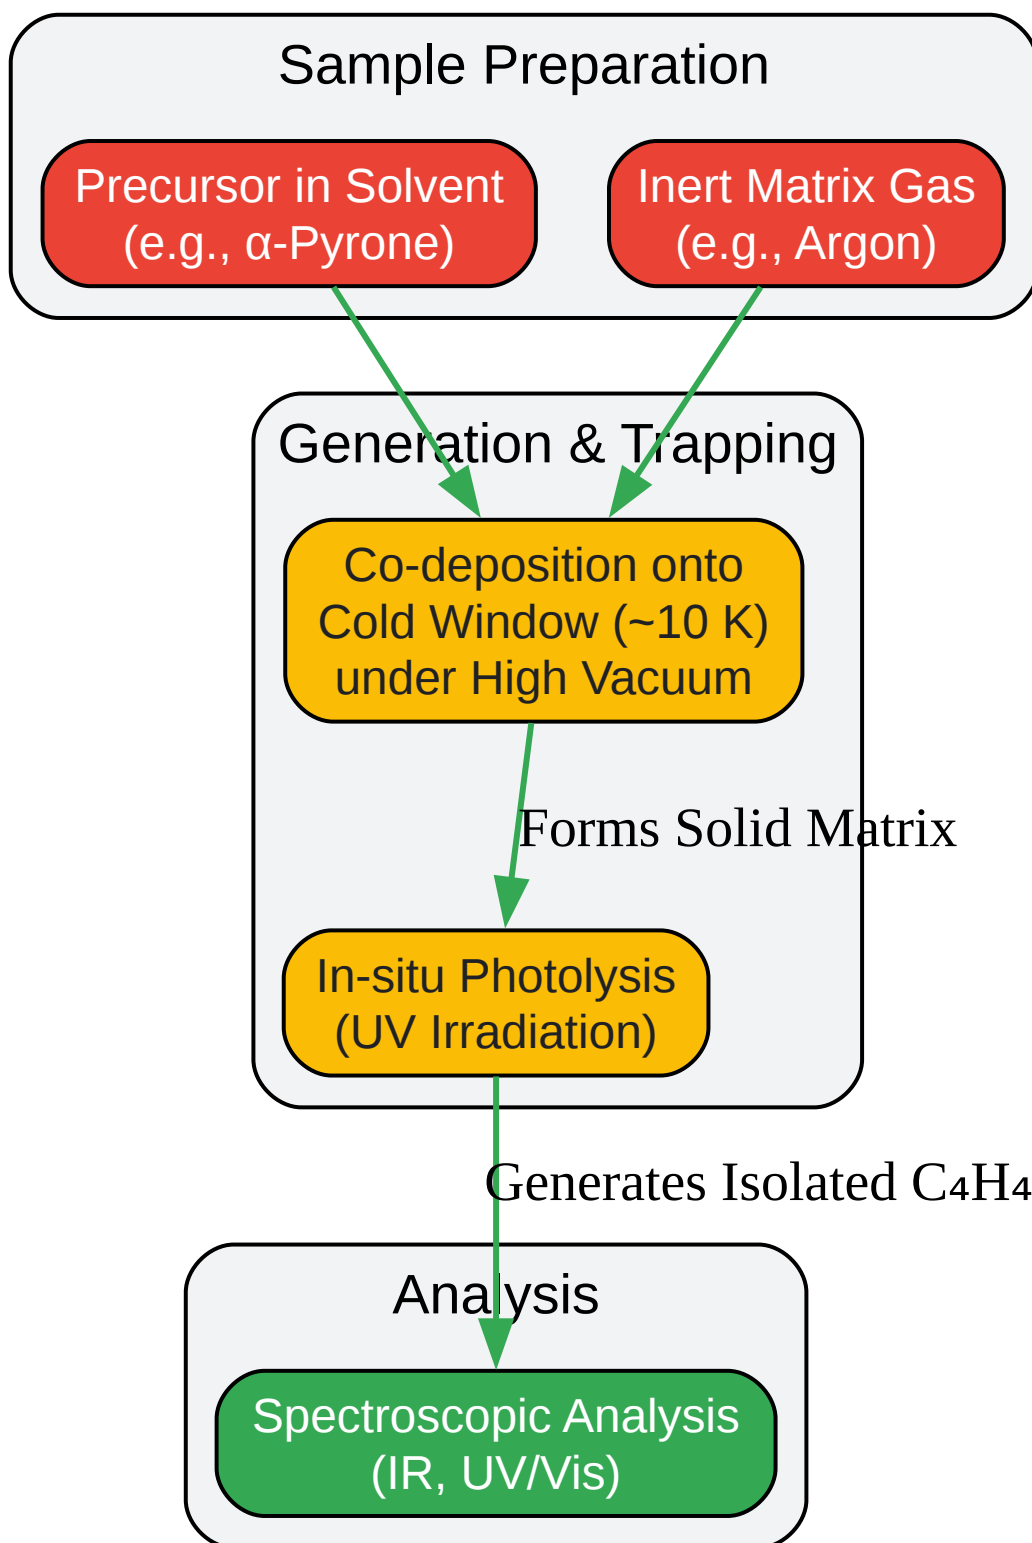 Sample Preparation
Precursor in Solvent
(e.g., α-Pyrone)
Inert Matrix Gas
(e.g., Argon)
Generation & Trapping
Co-deposition onto
Cold Window (~10 K)
under High Vacuum
Forms Solid Matrix
In-situ Photolysis
(UV Irradiation)
Generates Isolated C₄H₄
Analysis
Spectroscopic Analysis
(IR, UV/Vis)